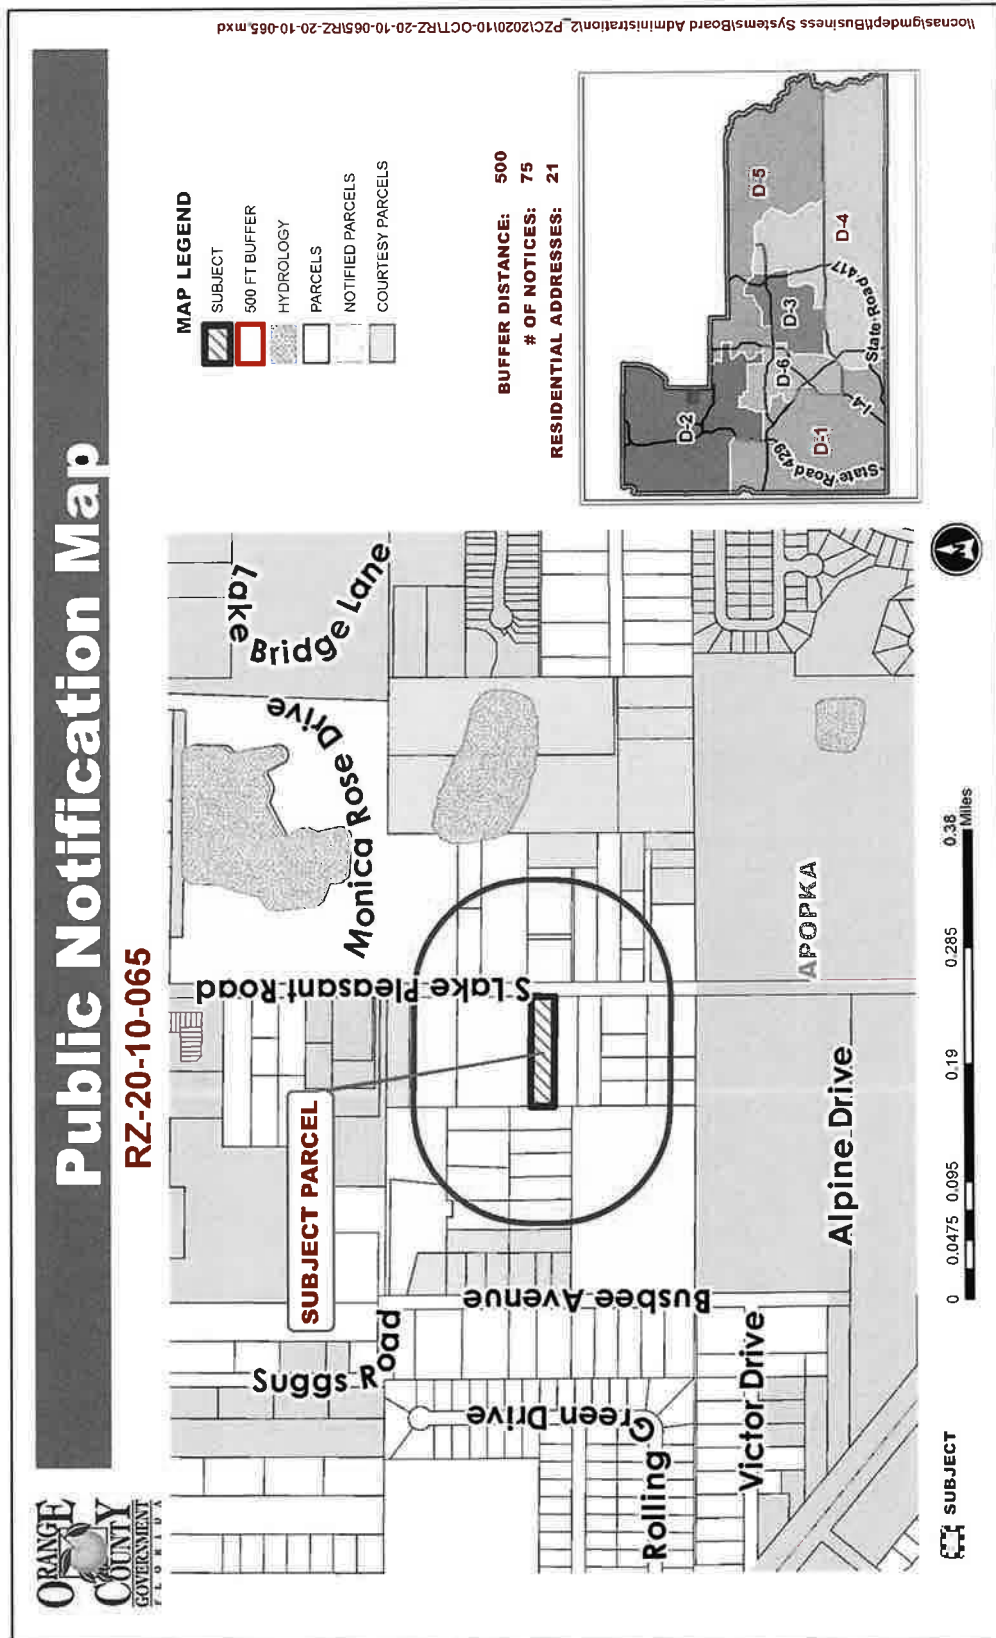 ORANGE
COUNTY
GOVERNMENT
FLORIDA
Public Notification Map
RZ-20-10-065
MAP LEGEND
SUBJECT
500 FT BUFFER
HYDROLOGY
PARCELS
NOTIFIED PARCELS
COURTESY PARCELS
BUFFER DISTANCE: 500
# OF NOTICES: 75
RESIDENTIAL ADDRESSES: 21
SUBJECT PARCEL
Suggs Road
S Lake Pleasant Road
Monica Rose Drive
Lake
Bridge Lane
Busbee Avenue
Rolling Green Drive
Victor Drive
Alpine Drive
APOPKA
D-2
D-5
D-3
D-6
D-4
D-1
State Road 429
I-4
State Road 417
SUBJECT
0 0.0475 0.095 0.19 0.285 0.38
Miles
N
\\ocnas\gmdept\Business Systems\Board Administration\2_PZC\2020\10-OCT\RZ-20-10-065\RZ-20-10-065.mxd